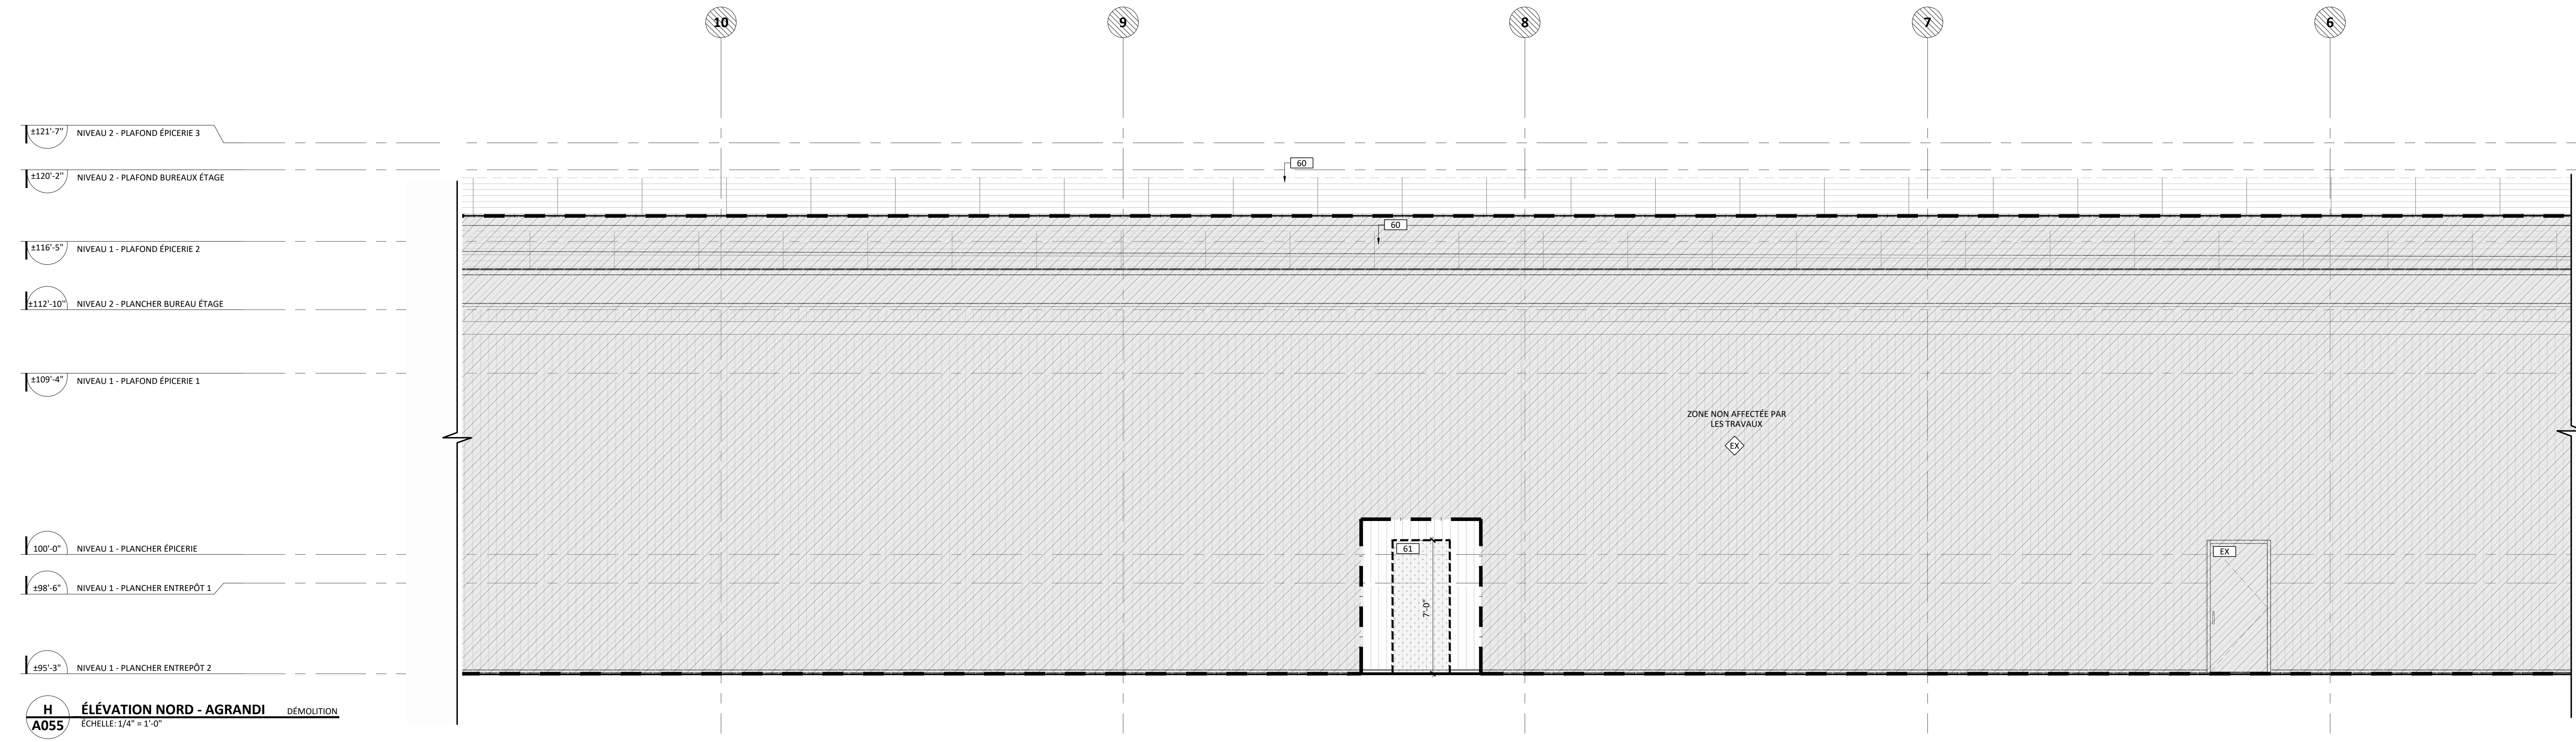 10
9
8
7
6
±121'-7"
NIVEAU 2 - PLAFOND ÉPICERIE 3
60
±120'-2"
NIVEAU 2 - PLAFOND BUREAUX ÉTAGE
60
±116'-5"
NIVEAU 1 - PLAFOND ÉPICERIE 2
±112'-10"
NIVEAU 2 - PLANCHER BUREAU ÉTAGE
±109'-4"
NIVEAU 1 - PLAFOND ÉPICERIE 1
ZONE NON AFFECTÉE PAR
LES TRAVAUX
EX
100'-0"
NIVEAU 1 - PLANCHER ÉPICERIE
61
EX
±98'-6"
NIVEAU 1 - PLANCHER ENTREPÔT 1
7'-0"
±95'-3"
NIVEAU 1 - PLANCHER ENTREPÔT 2
H
A055
ÉLÉVATION NORD - AGRANDI
DÉMOLITION
ÉCHELLE: 1/4" = 1'-0"